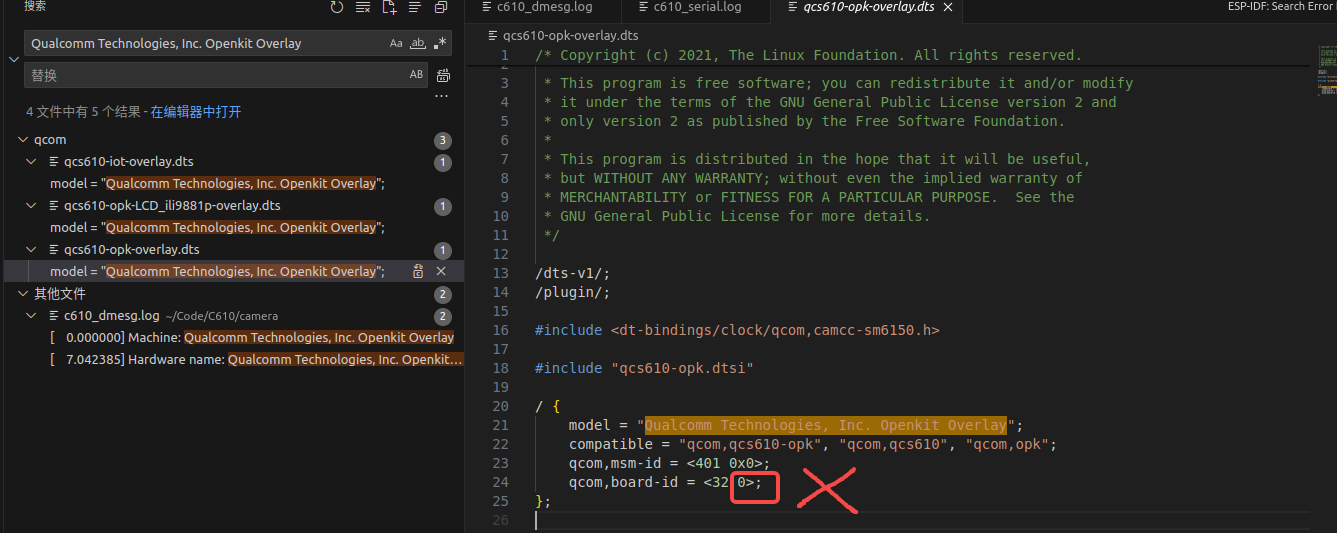 搜索
Qualcomm Technologies, Inc. Openkit Overlay
Aa ab .*
替换
AB
4 文件中有 5 个结果 - 在编辑器中打开
qcom 3
qcs610-iot-overlay.dts 1
model = "Qualcomm Technologies, Inc. Openkit Overlay";
qcs610-opk-LCD_ili9881p-overlay.dts 1
model = "Qualcomm Technologies, Inc. Openkit Overlay";
qcs610-opk-overlay.dts 1
model = "Qualcomm Technologies, Inc. Openkit Overlay";
其他文件 2
c610_dmesg.log ~/Code/C610/camera 2
[ 0.000000] Machine: Qualcomm Technologies, Inc. Openkit Overlay
[ 7.042385] Hardware name: Qualcomm Technologies, Inc. Openkit…
c610_dmesg.log c610_serial.log qcs610-opk-overlay.dts ESP-IDF: Search Error
qcs610-opk-overlay.dts
1 /* Copyright (c) 2021, The Linux Foundation. All rights reserved.
2
3 * This program is free software; you can redistribute it and/or modify
4 * it under the terms of the GNU General Public License version 2 and
5 * only version 2 as published by the Free Software Foundation.
6 *
7 * This program is distributed in the hope that it will be useful,
8 * but WITHOUT ANY WARRANTY; without even the implied warranty of
9 * MERCHANTABILITY or FITNESS FOR A PARTICULAR PURPOSE.  See the
10 * GNU General Public License for more details.
11 */
12
13 /dts-v1/;
14 /plugin/;
15
16 #include <dt-bindings/clock/qcom,camcc-sm6150.h>
17
18 #include "qcs610-opk.dtsi"
19
20 / {
21 model = "Qualcomm Technologies, Inc. Openkit Overlay";
22 compatible = "qcom,qcs610-opk", "qcom,qcs610", "qcom,opk";
23 qcom,msm-id = <401 0x0>;
24 qcom,board-id = <32 0>;
25 };
26